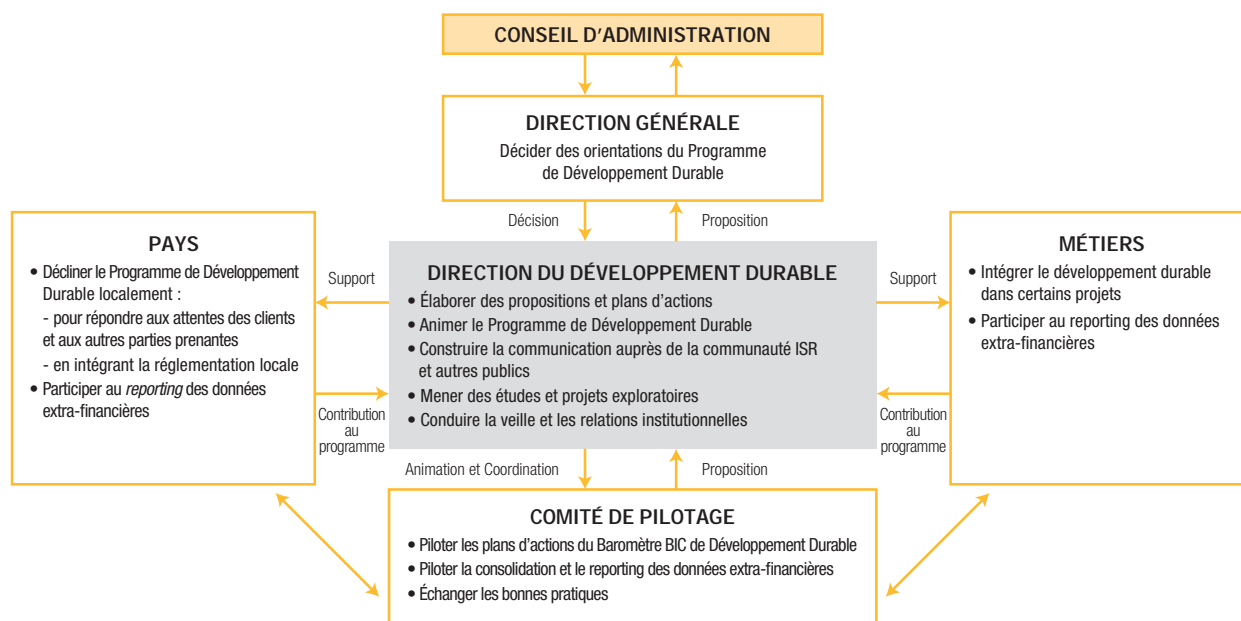 CONSEIL D'ADMINISTRATION
DIRECTION GÉNÉRALE
Décider des orientations du Programme
de Développement Durable
Décision
Proposition
PAYS
• Décliner le Programme de Développement
Durable localement :
- pour répondre aux attentes des clients
et aux autres parties prenantes
- en intégrant la réglementation locale
• Participer au reporting des données
extra-financières
Support
Contribution
au
programme
DIRECTION DU DÉVELOPPEMENT DURABLE
• Élaborer des propositions et plans d'actions
• Animer le Programme de Développement Durable
• Construire la communication auprès de la communauté ISR
et autres publics
• Mener des études et projets exploratoires
• Conduire la veille et les relations institutionnelles
Support
Contribution
au
programme
MÉTIERS
• Intégrer le développement durable
dans certains projets
• Participer au reporting des données
extra-financières
Animation et Coordination
Proposition
COMITÉ DE PILOTAGE
• Piloter les plans d'actions du Baromètre BIC de Développement Durable
• Piloter la consolidation et le reporting des données extra-financières
• Échanger les bonnes pratiques